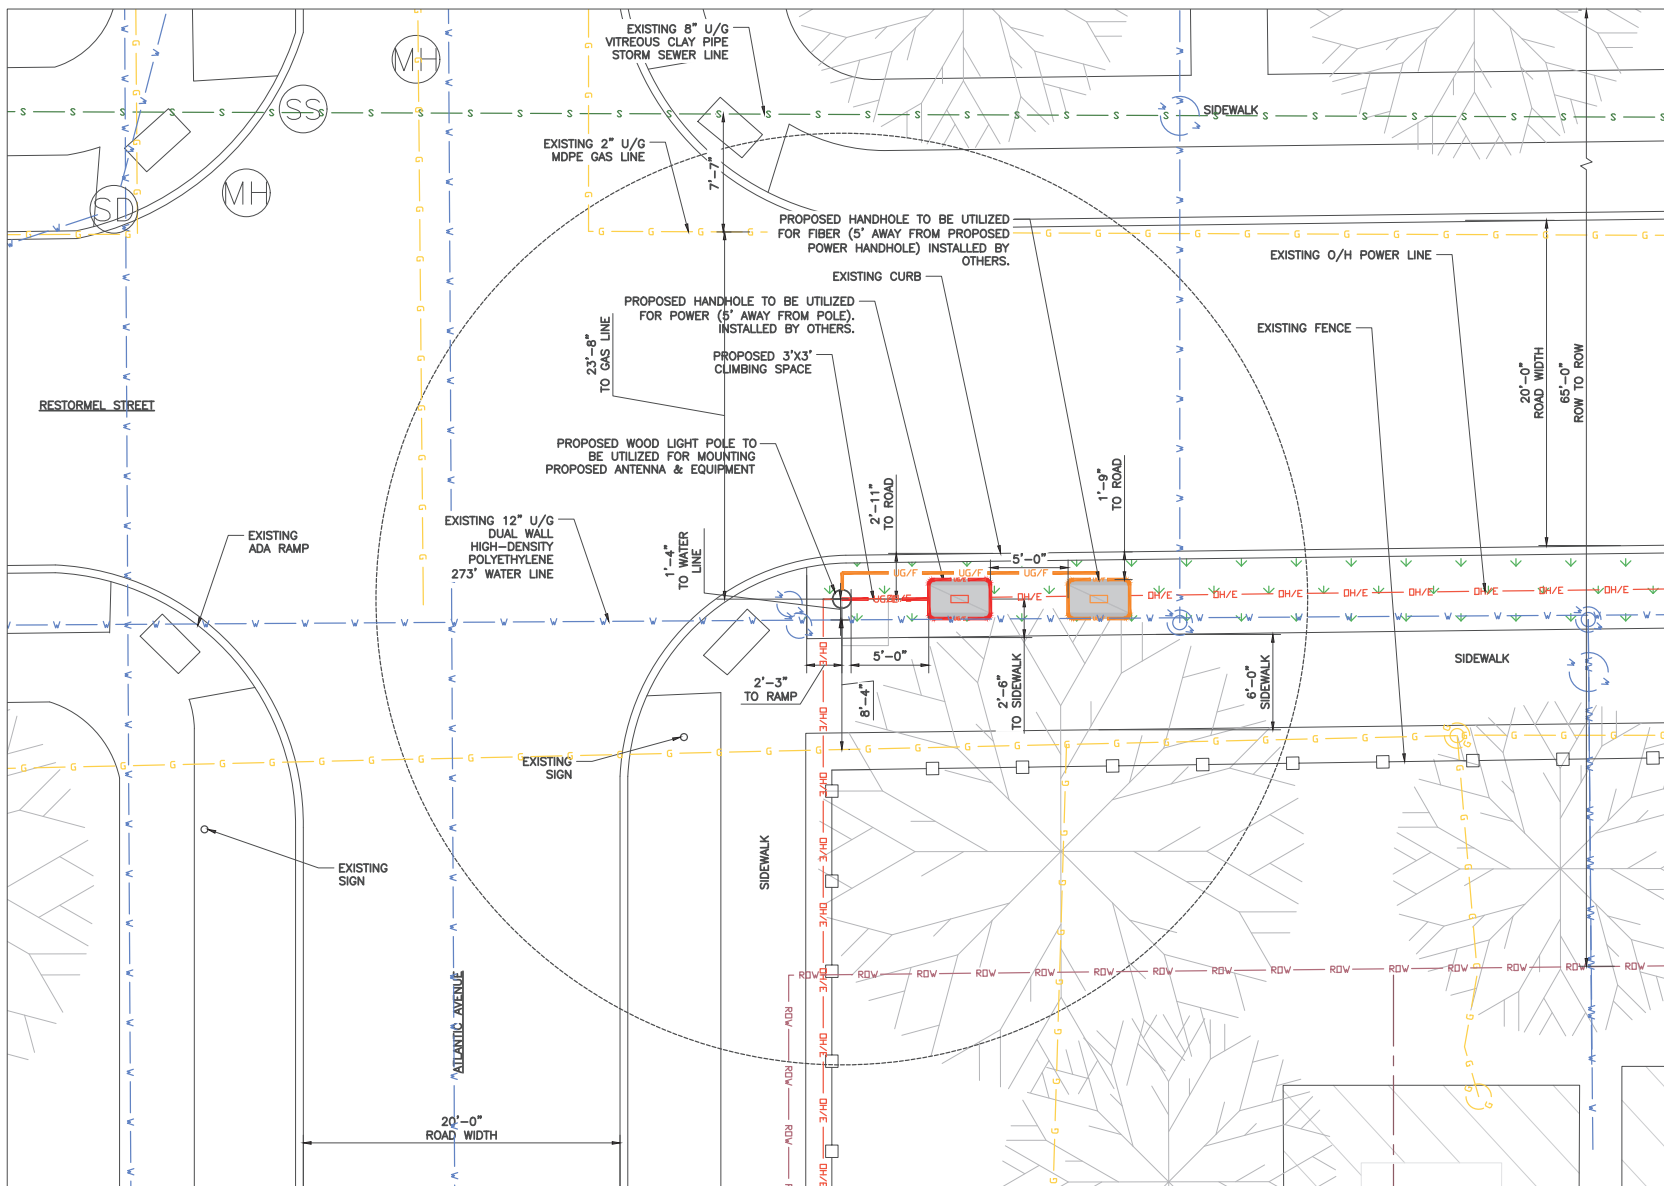 EXISTING 8" U/G
VITREOUS CLAY PIPE
STORM SEWER LINE
MH
SS
SIDEWALK
EXISTING 2" U/G
MDPE GAS LINE
7'-7"
MH
SD
PROPOSED HANDHOLE TO BE UTILIZED
FOR FIBER (5' AWAY FROM PROPOSED
POWER HANDHOLE) INSTALLED BY
OTHERS.
EXISTING O/H POWER LINE
EXISTING CURB
PROPOSED HANDHOLE TO BE UTILIZED
FOR POWER (5' AWAY FROM POLE).
INSTALLED BY OTHERS.
EXISTING FENCE
23'-8"
TO GAS LINE
PROPOSED 3'X3'
CLIMBING SPACE
20'-0"
ROAD WIDTH
65'-0"
ROW TO ROW
RESTORMEL STREET
PROPOSED WOOD LIGHT POLE TO
BE UTILIZED FOR MOUNTING
PROPOSED ANTENNA & EQUIPMENT
2'-11"
TO ROAD
1'-9"
TO ROAD
EXISTING 12" U/G
DUAL WALL
HIGH-DENSITY
POLYETHYLENE
273' WATER LINE
EXISTING
ADA RAMP
1'-4"
TO WATER
LINE
5'-0"
UG/F UG/F UG/F
OH/E OH/E OH/E OH/E OH/E OH/E OH/E
5'-0"
2'-3"
TO RAMP
8'-4"
2'-6"
TO SIDEWALK
6'-0"
SIDEWALK
SIDEWALK
EXISTING
SIGN
SIDEWALK
EXISTING
SIGN
ROW ROW ROW ROW ROW ROW ROW ROW ROW ROW ROW ROW ROW ROW ROW
ROW
ROW
ROW
OH/E
OH/E
OH/E
OH/E
OH/E
OH/E
OH/E
OH/E
OH/E
ATLANTIC AVENUE
20'-0"
ROAD WIDTH